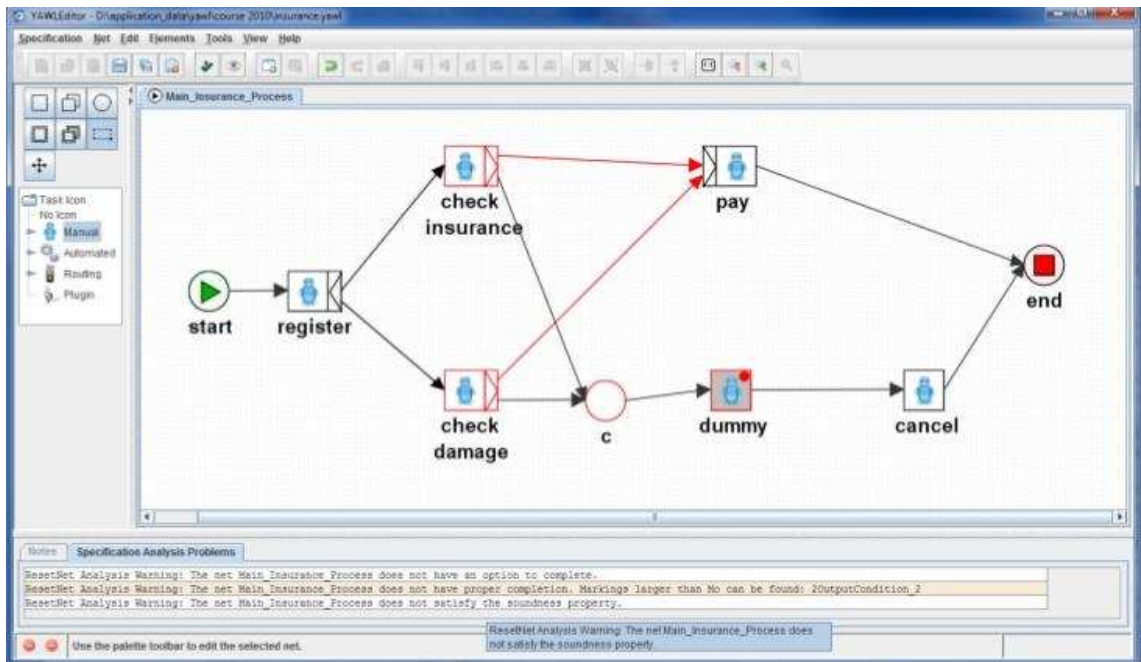 YAWLEditor - D:\application_data\yawl\course 2010\insurance.yawl
Specification Net Edit Elements Tools View Help
Main_Insurance_Process
Task Icon
No Icon
Manual
Automated
Routing
Plugin
check
insurance
pay
start
register
end
check
damage
c
dummy
cancel
Notes Specification Analysis Problems
ResetNet Analysis Warning: The net Main_Insurance_Process does not have an option to complete.
ResetNet Analysis Warning: The net Main_Insurance_Process does not have proper completion. Markings larger than Mo can be found: 2OutputCondition_2
ResetNet Analysis Warning: The net Main_Insurance_Process does not satisfy the soundness property.
ResetNet Analysis Warning: The net Main_Insurance_Process does
not satisfy the soundness property.
Use the palette toolbar to edit the selected net.